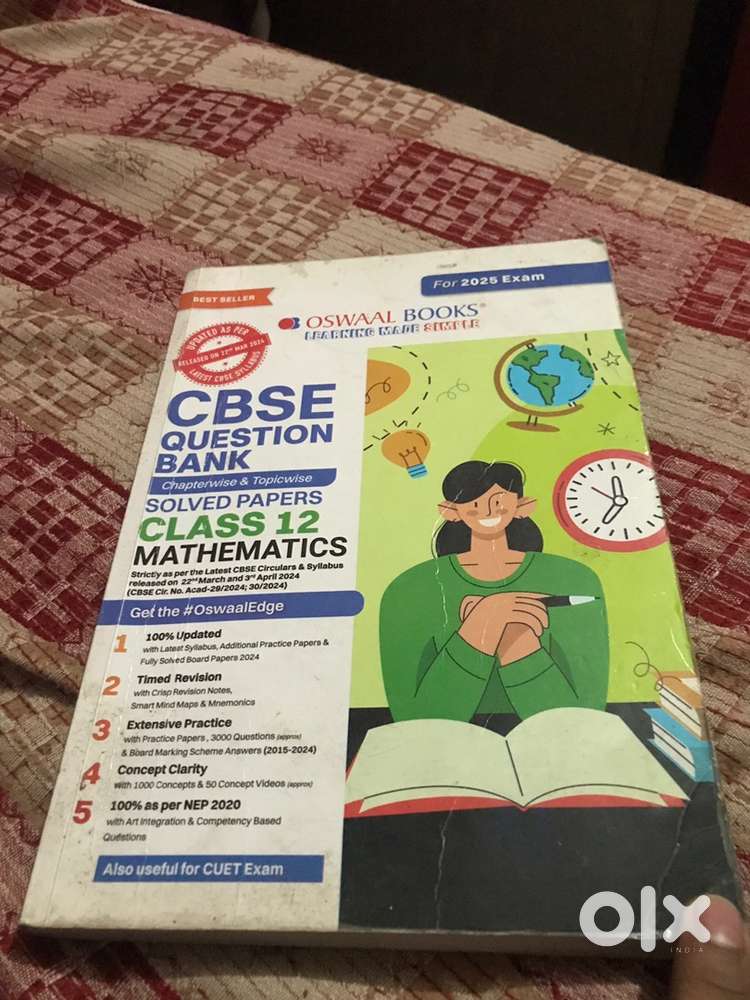 For 2025 Exam
BEST SELLER
OSWAAL BOOKS®
LEARNING MADE SIMPLE
UPDATED AS PER
RELEASED ON 22ND MAR 2024
LATEST CBSE SYLLABUS
CBSE
QUESTION
BANK
Chapterwise & Topicwise
SOLVED PAPERS
CLASS 12
MATHEMATICS
Strictly as per the Latest CBSE Circulars & Syllabus
released on 22nd March and 3rd April 2024
(CBSE Cir. No. Acad-29/2024; 30/2024)
Get the #OswaalEdge
1 100% Updated
with Latest Syllabus, Additional Practice Papers &
Fully Solved Board Papers 2024
2 Timed Revision
with Crisp Revision Notes,
Smart Mind Maps & Mnemonics
3 Extensive Practice
with Practice Papers, 3000 Questions (approx)
& Board Marking Scheme Answers (2015-2024)
4 Concept Clarity
with 1000 Concepts & 50 Concept Videos (approx)
5 100% as per NEP 2020
with Art Integration & Competency Based
Questions
Also useful for CUET Exam
olx
INDIA